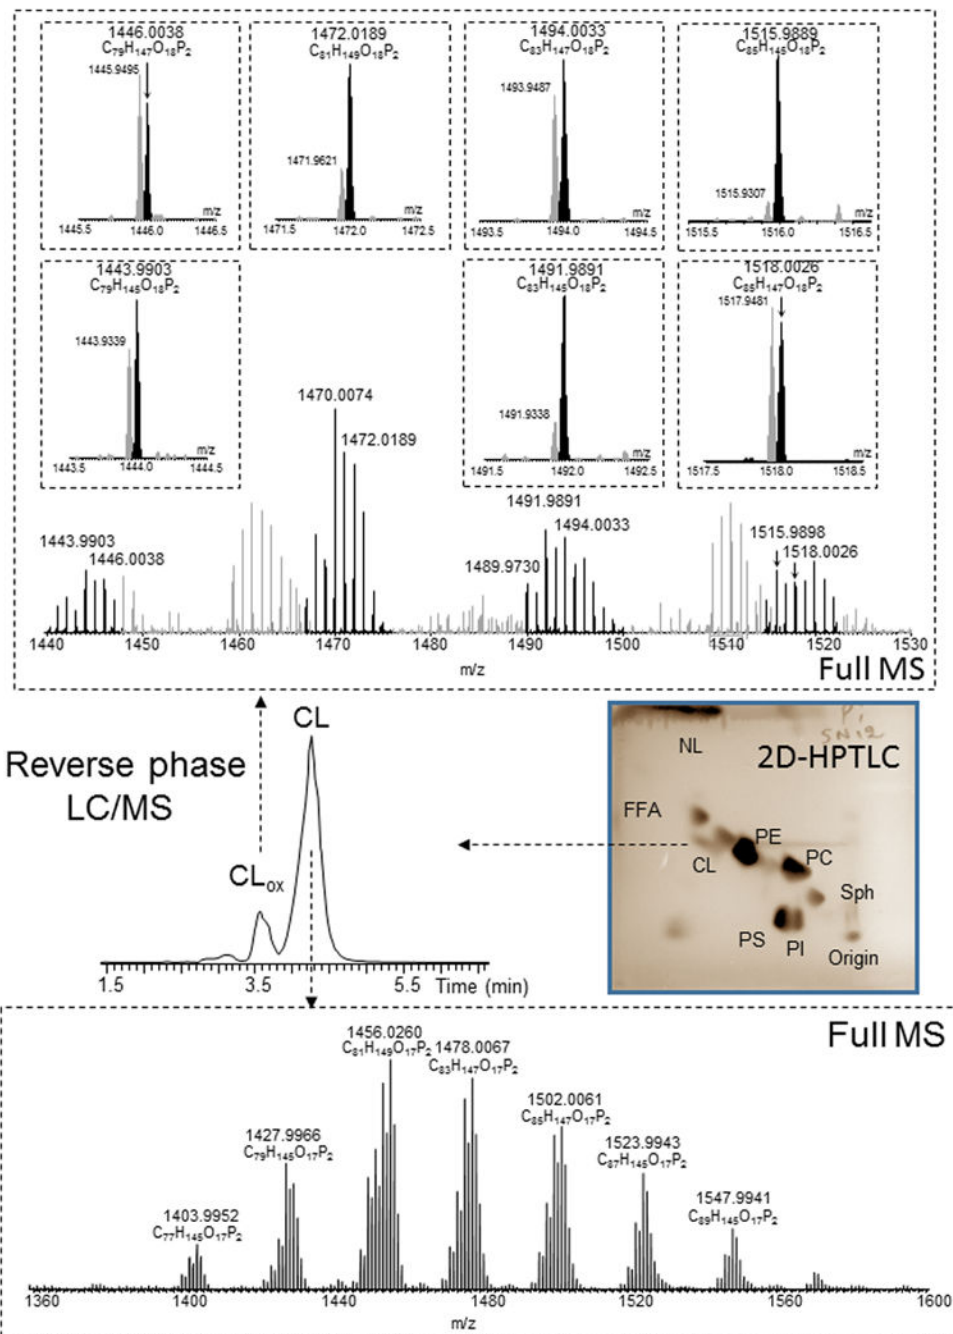 1446.0038
C79H147O18P2
1445.9495
m/z
1445.5 1446.0 1446.5
1472.0189
C81H149O18P2
1471.9621
m/z
1471.5 1472.0 1472.5
1494.0033
C83H147O18P2
1493.9487
m/z
1493.5 1494.0 1494.5
1515.9889
C85H145O18P2
1515.9307
m/z
1515.5 1516.0 1516.5
1443.9903
C79H145O18P2
1443.9339
m/z
1443.5 1444.0 1444.5
1491.9891
C83H145O18P2
1491.9338
m/z
1491.5 1492.0 1492.5
1518.0026
C85H147O18P2
1517.9481
m/z
1517.5 1518.0 1518.5
1470.0074
1472.0189
1443.9903
1446.0038
1491.9891
1494.0033
1489.9730
1515.9898
1518.0026
1440 1450 1460 1470 1480 1490 1500 1510 1520 1530
m/z
Full MS
Reverse phase
LC/MS
CL
CLox
1.5 3.5 5.5 Time (min)
SN12
NL
2D-HPTLC
FFA
PE
CL
PC
Sph
PS
PI
Origin
Full MS
1456.0260
C81H149O17P2
1478.0067
C83H147O17P2
1502.0061
C85H147O17P2
1427.9966
C79H145O17P2
1523.9943
C87H145O17P2
1403.9952
C77H145O17P2
1547.9941
C89H145O17P2
1360 1400 1440 1480 1520 1560 1600
m/z